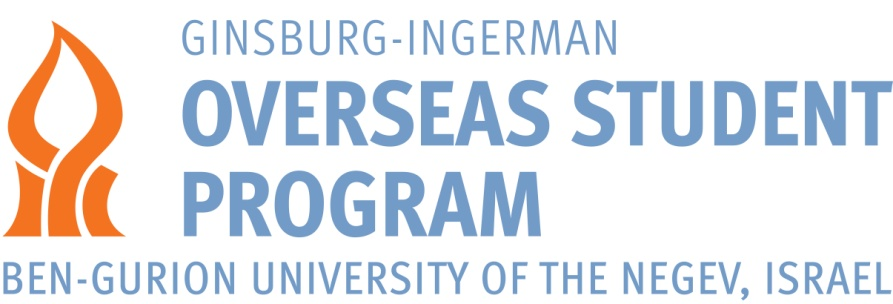 GINSBURG-INGERMAN
OVERSEAS STUDENT
PROGRAM
BEN-GURION UNIVERSITY OF THE NEGEV, ISRAEL